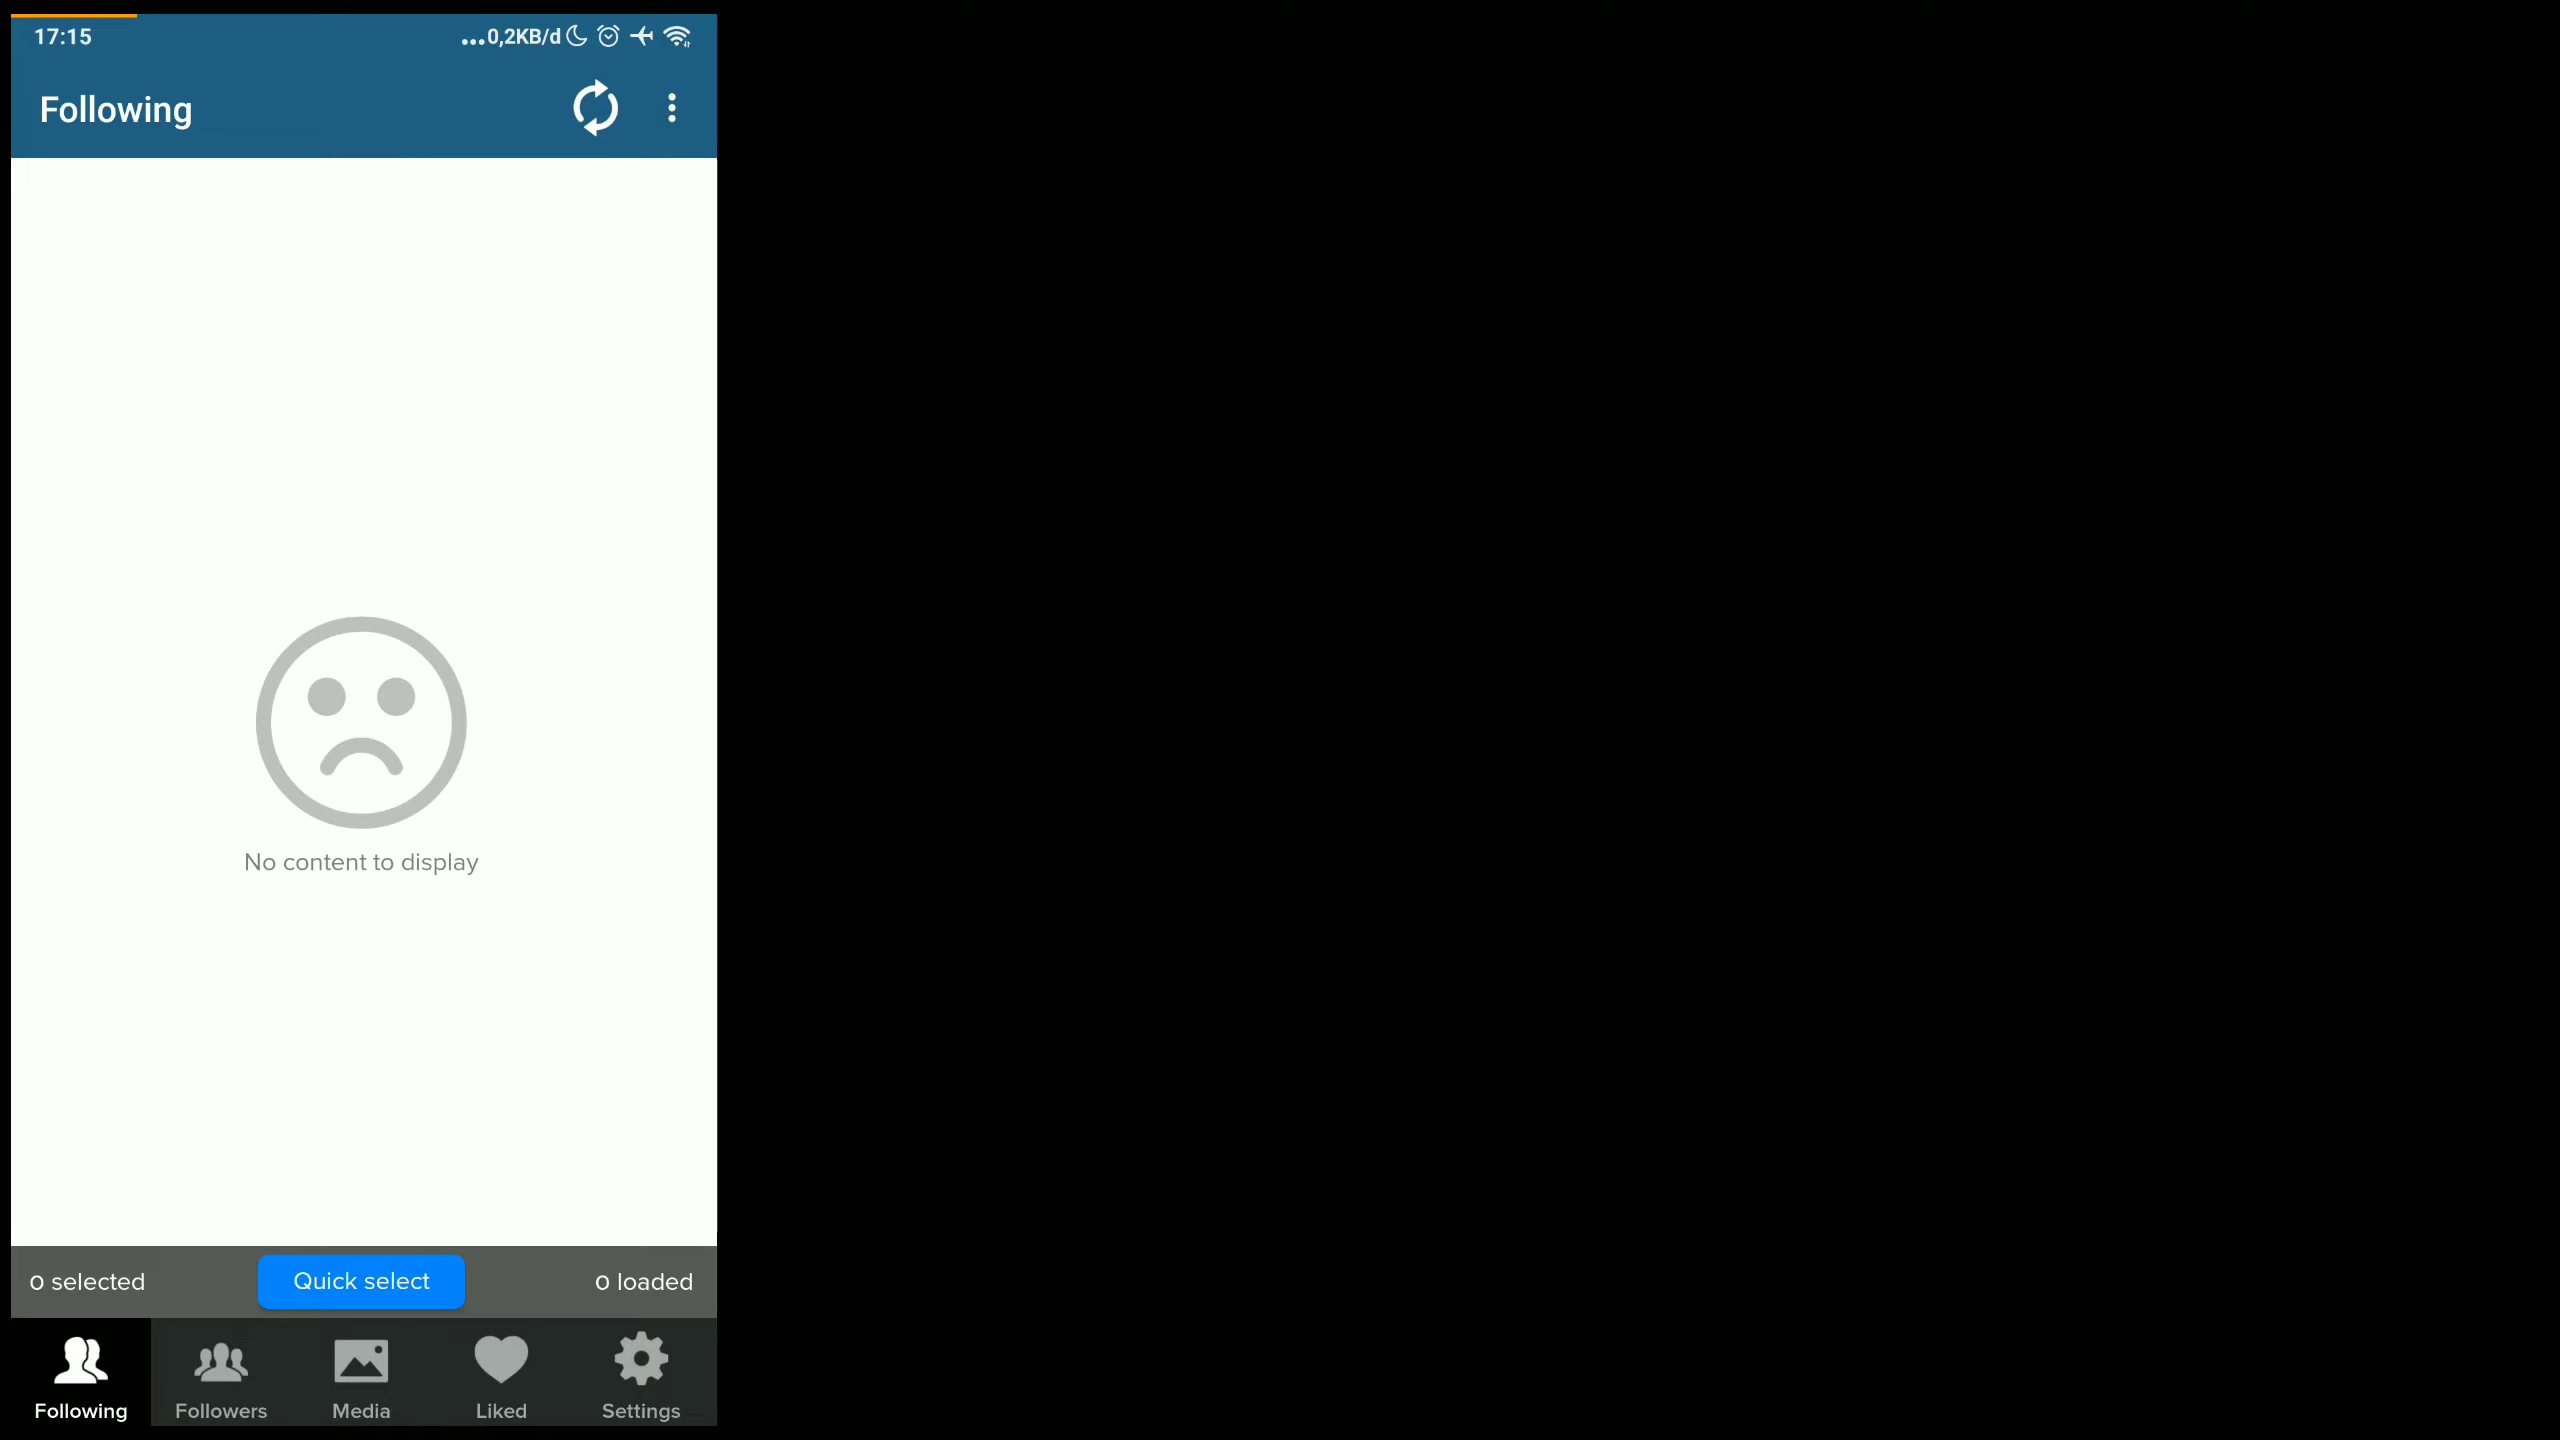 17:15
...0,2KB/d
Following
No content to display
0 selected
Quick select
0 loaded
Following
Followers
Media
Liked
Settings